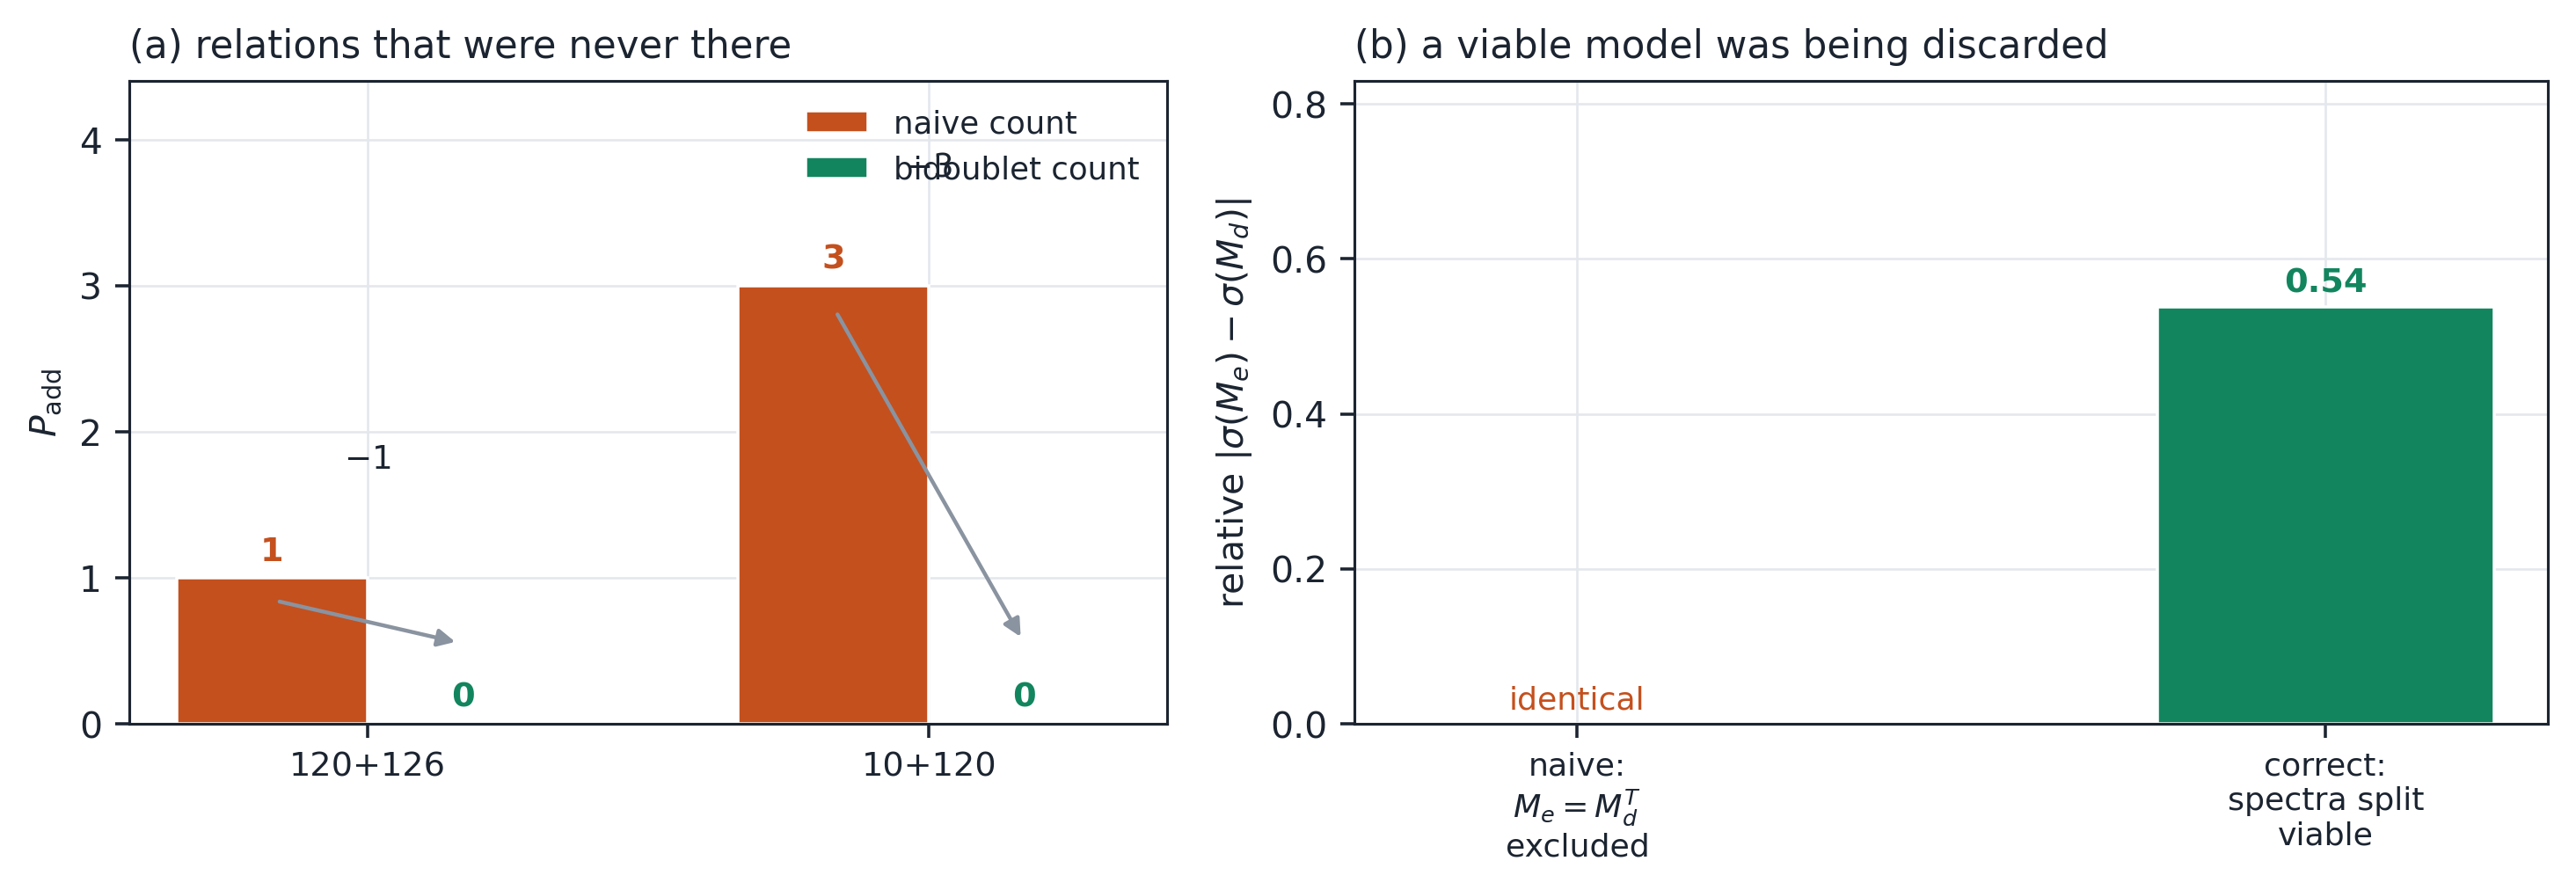 (a) relations that were never there
naive count
bidoublet count
−3
4
3
2
1
0
P_add
3
−1
1
0
0
120+126
10+120
(b) a viable model was being discarded
0.8
0.6
0.4
0.2
0.0
relative |σ(M_e) − σ(M_d)|
0.54
identical
naive:
M_e = M_d^T
excluded
correct:
spectra split
viable